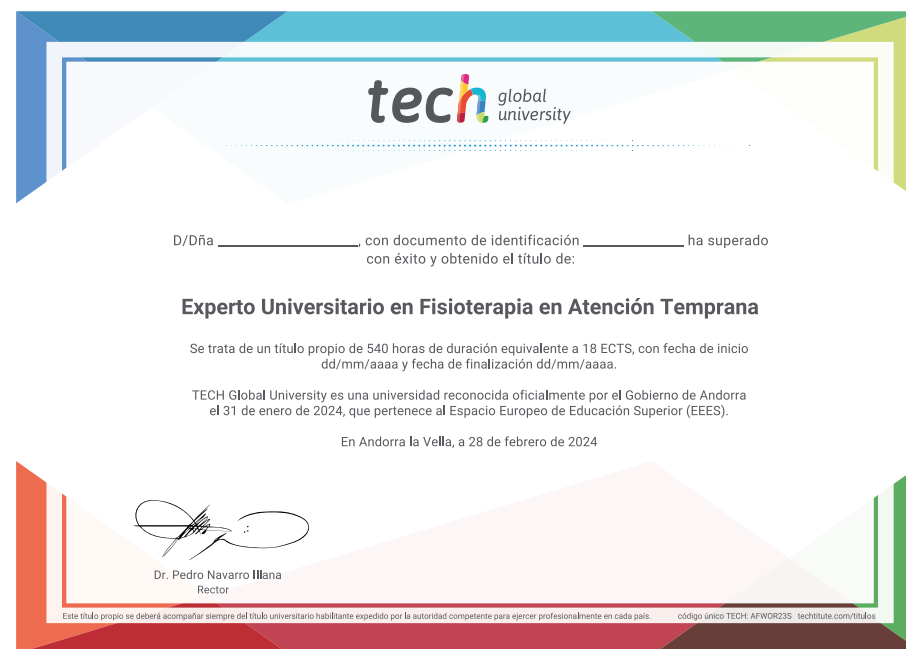 tech global university
D/Dña ____________________, con documento de identificación ______________ ha superado
con éxito y obtenido el título de:
Experto Universitario en Fisioterapia en Atención Temprana
Se trata de un título propio de 540 horas de duración equivalente a 18 ECTS, con fecha de inicio
dd/mm/aaaa y fecha de finalización dd/mm/aaaa.
TECH Global University es una universidad reconocida oficialmente por el Gobierno de Andorra
el 31 de enero de 2024, que pertenece al Espacio Europeo de Educación Superior (EEES).
En Andorra la Vella, a 28 de febrero de 2024
Dr. Pedro Navarro Illana
Rector
Este título propio se deberá acompañar siempre del título universitario habilitante expedido por la autoridad competente para ejercer profesionalmente en cada país. código único TECH: AFWOR23S techtitute.com/titulos